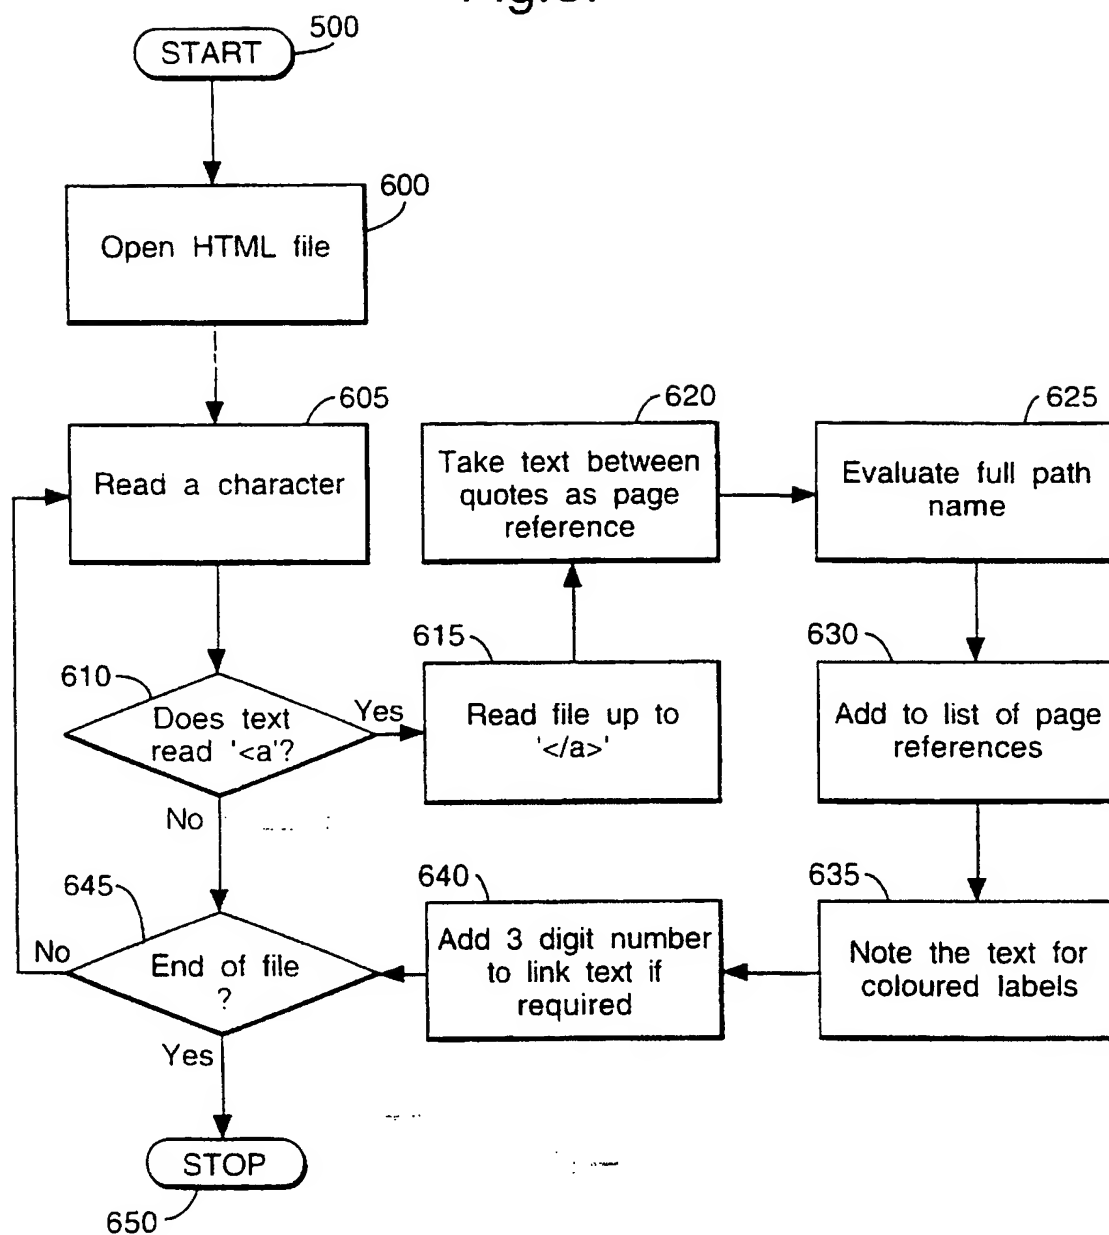 START
500
600
Open HTML file
605
Read a character
620
Take text between
quotes as page
reference
625
Evaluate full path
name
610
Does text
read '<a'?
Yes
615
Read file up to
'</a>'
630
Add to list of page
references
No
645
End of file
?
No
640
Add 3 digit number
to link text if
required
635
Note the text for
coloured labels
Yes
STOP
650